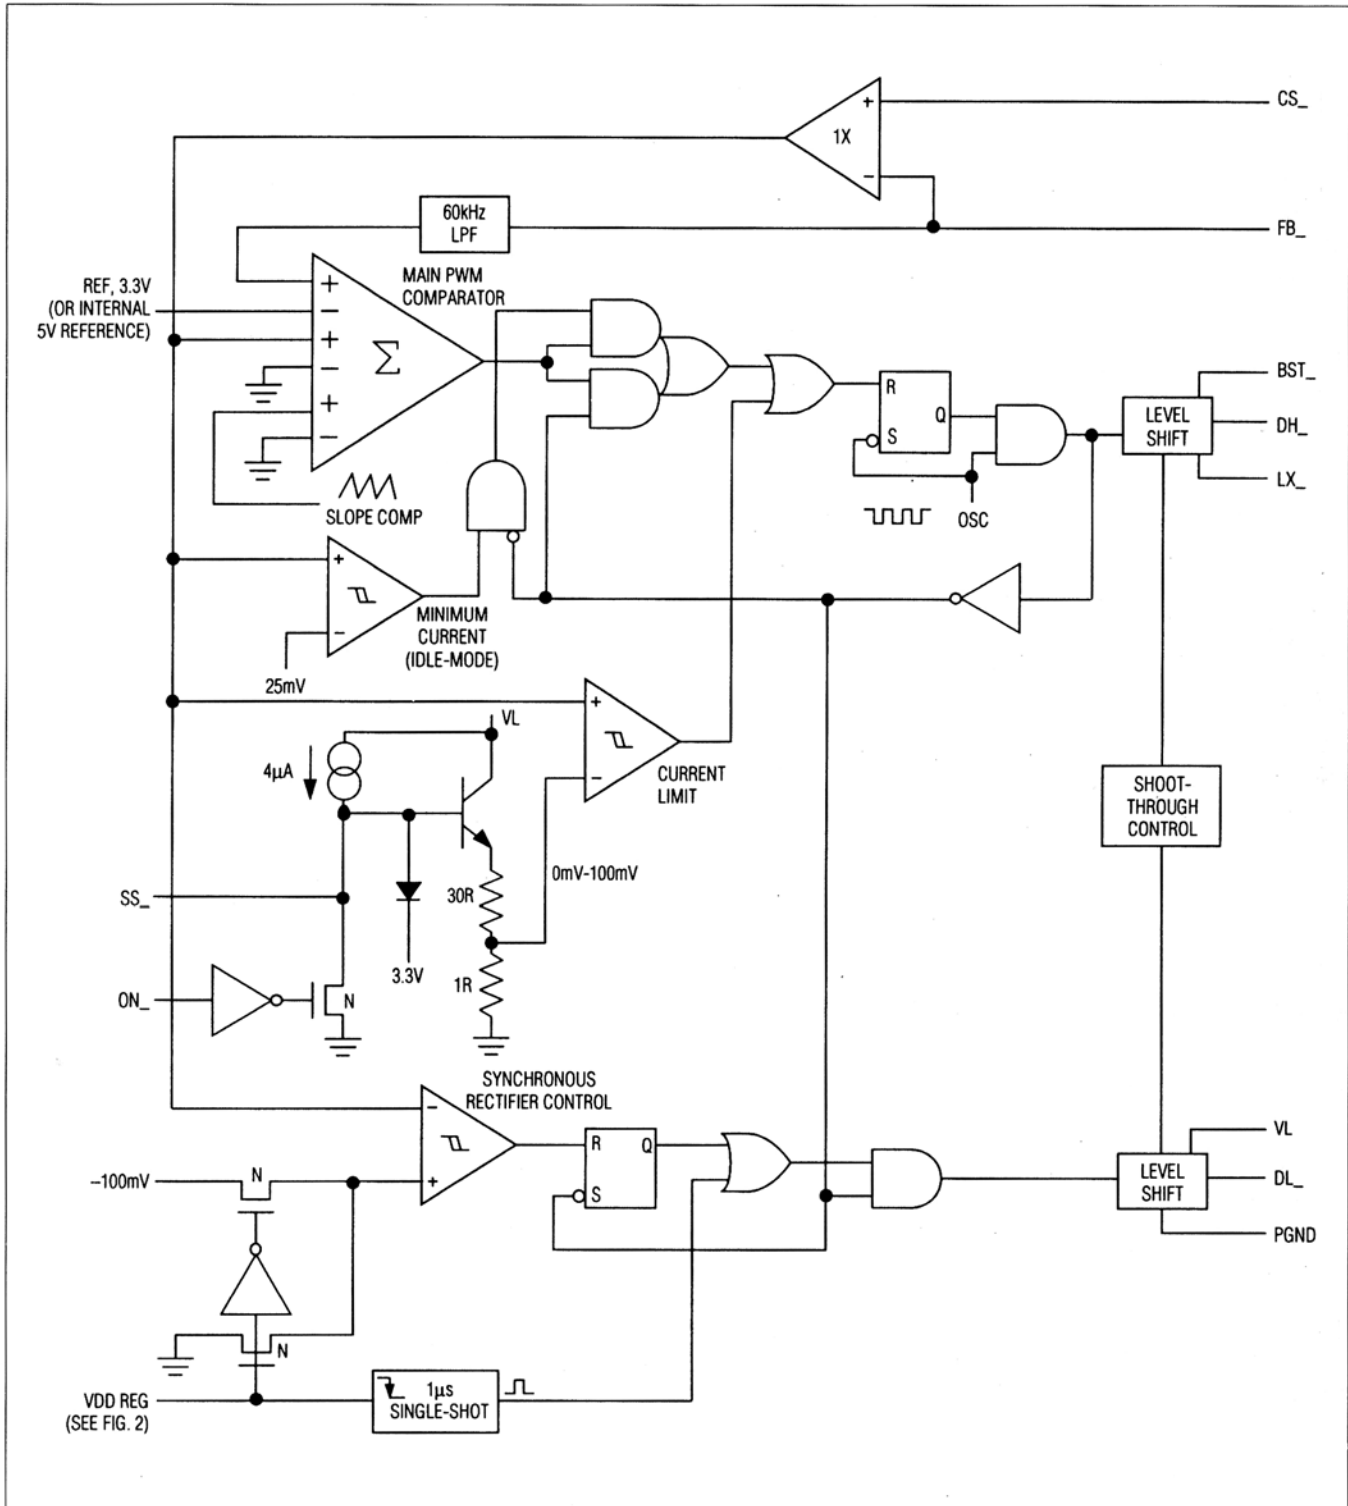 CS_
+
1X
−
60kHz
LPF
FB_
MAIN PWM
COMPARATOR
REF, 3.3V
(OR INTERNAL
5V REFERENCE)
+
−
+
−
+
−
Σ
R
Q
S
BST_
LEVEL
SHIFT
DH_
LX_
SLOPE COMP
OSC
+
−
MINIMUM
CURRENT
(IDLE-MODE)
25mV
VL
+
−
4µA
CURRENT
LIMIT
SHOOT-
THROUGH
CONTROL
0mV-100mV
30R
SS_
3.3V
1R
ON_
N
SYNCHRONOUS
RECTIFIER CONTROL
−
+
R
Q
S
VL
–100mV
N
LEVEL
SHIFT
DL_
PGND
N
VDD REG
(SEE FIG. 2)
1µs
SINGLE-SHOT